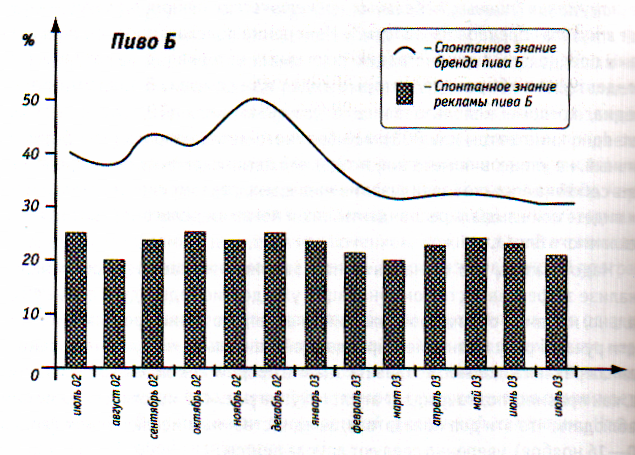 %
Пиво Б
– Спонтанное знание
бренда пива Б
– Спонтанное знание
рекламы пива Б
50
40
30
20
10
0
июль 02
август 02
сентябрь 02
октябрь 02
ноябрь 02
декабрь 02
январь 03
февраль 03
март 03
апрель 03
май 03
июнь 03
июль 03